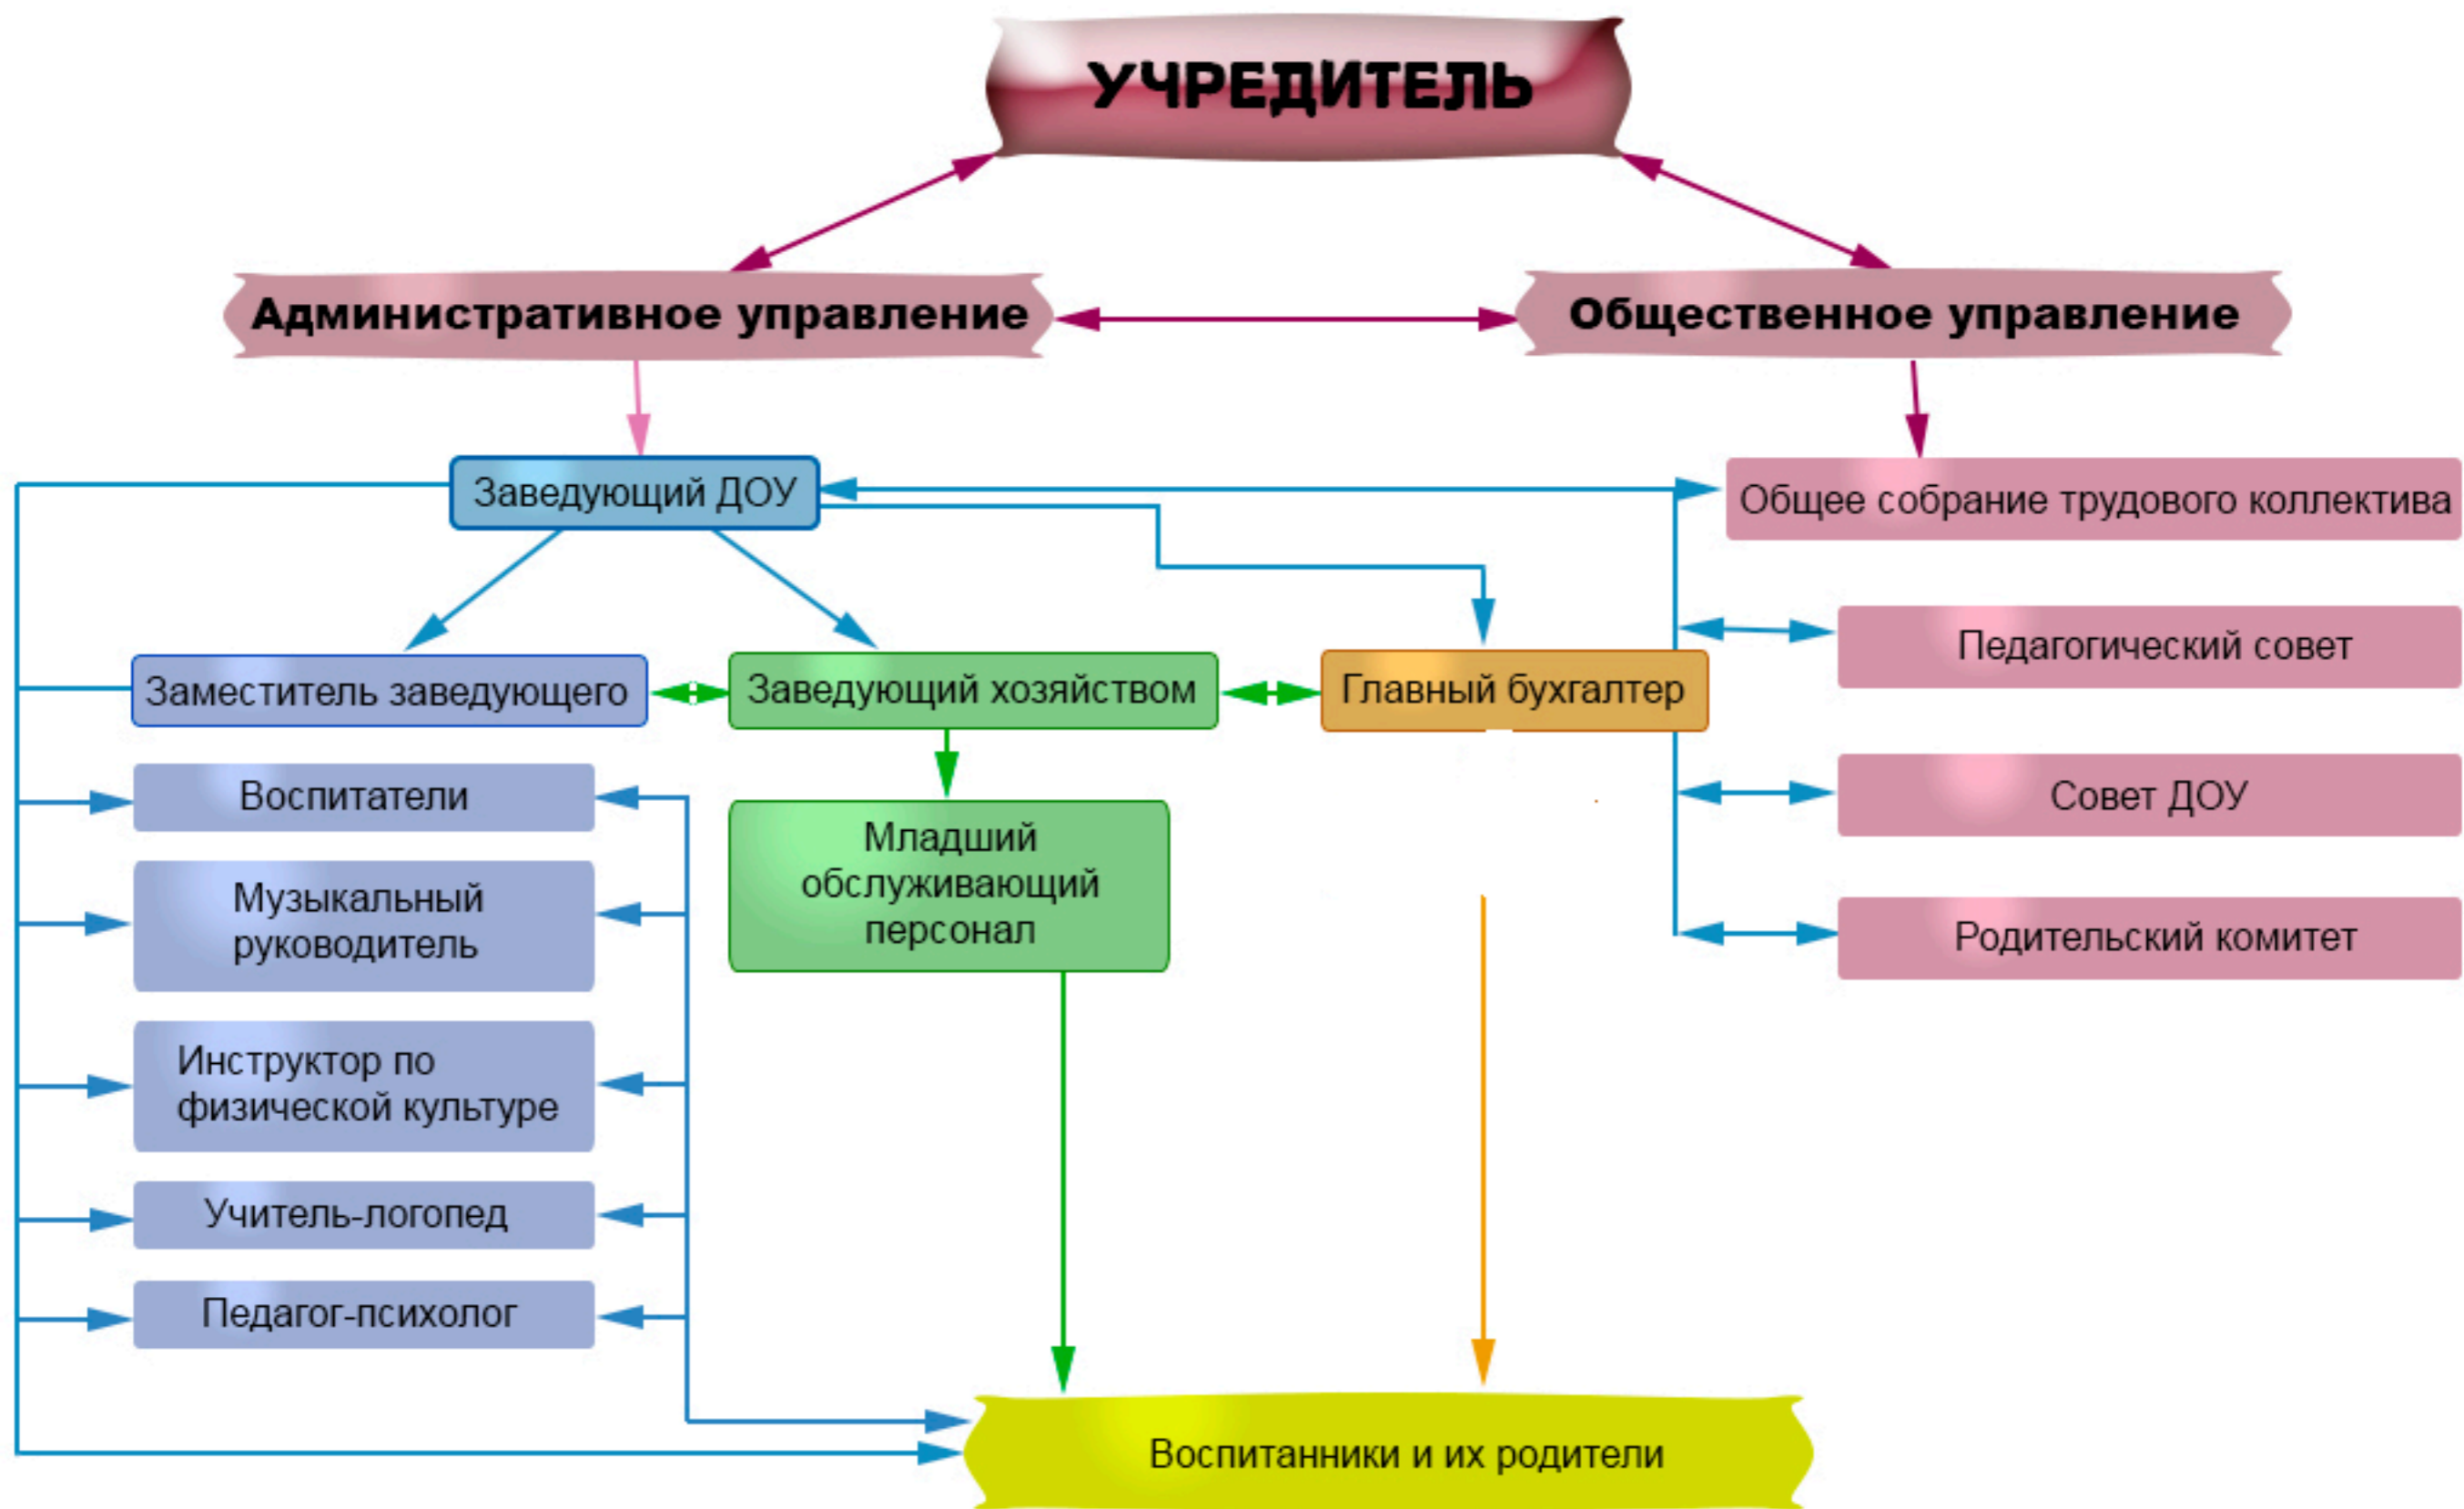 УЧРЕДИТЕЛЬ
Административное управление
Общественное управление
Заведующий ДОУ
Общее собрание трудового коллектива
Педагогический совет
Заместитель заведующего
Заведующий хозяйством
Главный бухгалтер
Воспитатели
Совет ДОУ
Младший
обслуживающий
персонал
Музыкальный
руководитель
Родительский комитет
Инструктор по
физической культуре
Учитель-логопед
Педагог-психолог
Воспитанники и их родители